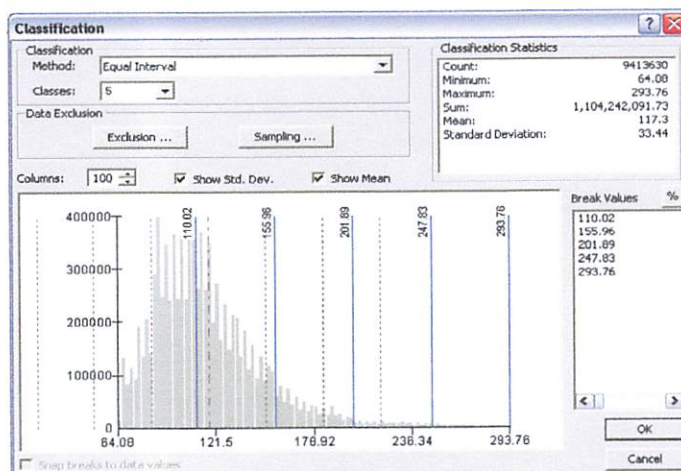 Classification
Classification
Method: Equal Interval
Classes: 5
Data Exclusion
Exclusion ...
Sampling ...
Classification Statistics
Count: 9413630
Minimum: 64.08
Maximum: 293.76
Sum: 1,104,242,091.73
Mean: 117.3
Standard Deviation: 33.44
Columns: 100
Show Std. Dev.
Show Mean
Break Values
%
110.02
155.96
201.89
247.83
293.76
400000
300000
200000
100000
0
110.02
155.96
201.89
247.83
293.76
64.08
121.5
178.92
236.34
293.76
Snap breaks to data values
OK
Cancel